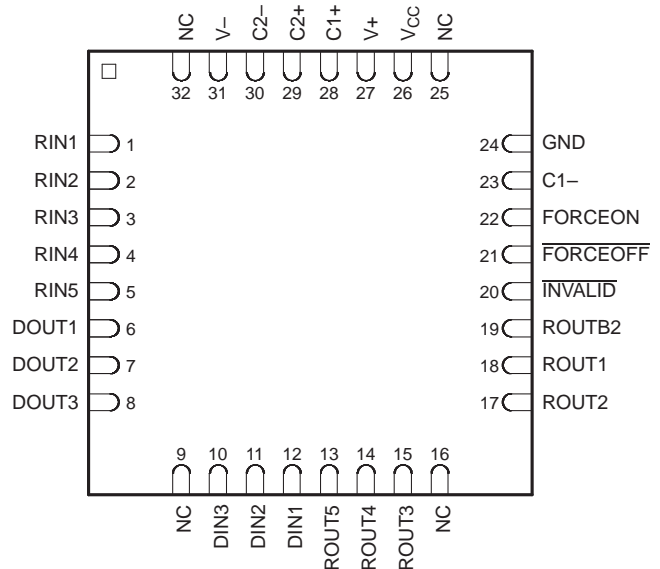 NC V– C2– C2+ C1+ V+ VCC NC
32 31 30 29 28 27 26 25
RIN1 1 24 GND
RIN2 2 23 C1–
RIN3 3 22 FORCEON
RIN4 4 21 FORCEOFF
RIN5 5 20 INVALID
DOUT1 6 19 ROUTB2
DOUT2 7 18 ROUT1
DOUT3 8 17 ROUT2
9 10 11 12 13 14 15 16
NC DIN3 DIN2 DIN1 ROUT5 ROUT4 ROUT3 NC